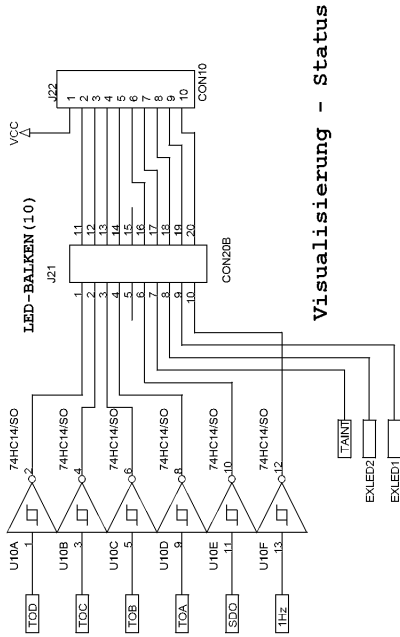 VCC
LED-BALKEN(10)
J22
1
2
3
4
5
6
7
8
9
10
CON10
J21
1
2
3
4
5
6
7
8
9
10
11
12
13
14
15
16
17
18
19
20
CON20B
TOD
1
U10A
2
74HC14/SO
TOC
3
U10B
4
74HC14/SO
TOB
5
U10C
6
74HC14/SO
TOA
9
U10D
8
74HC14/SO
SDO
11
U10E
10
74HC14/SO
1Hz
13
U10F
12
74HC14/SO
TAINT
EXLED2
EXLED1
Visualisierung - Status